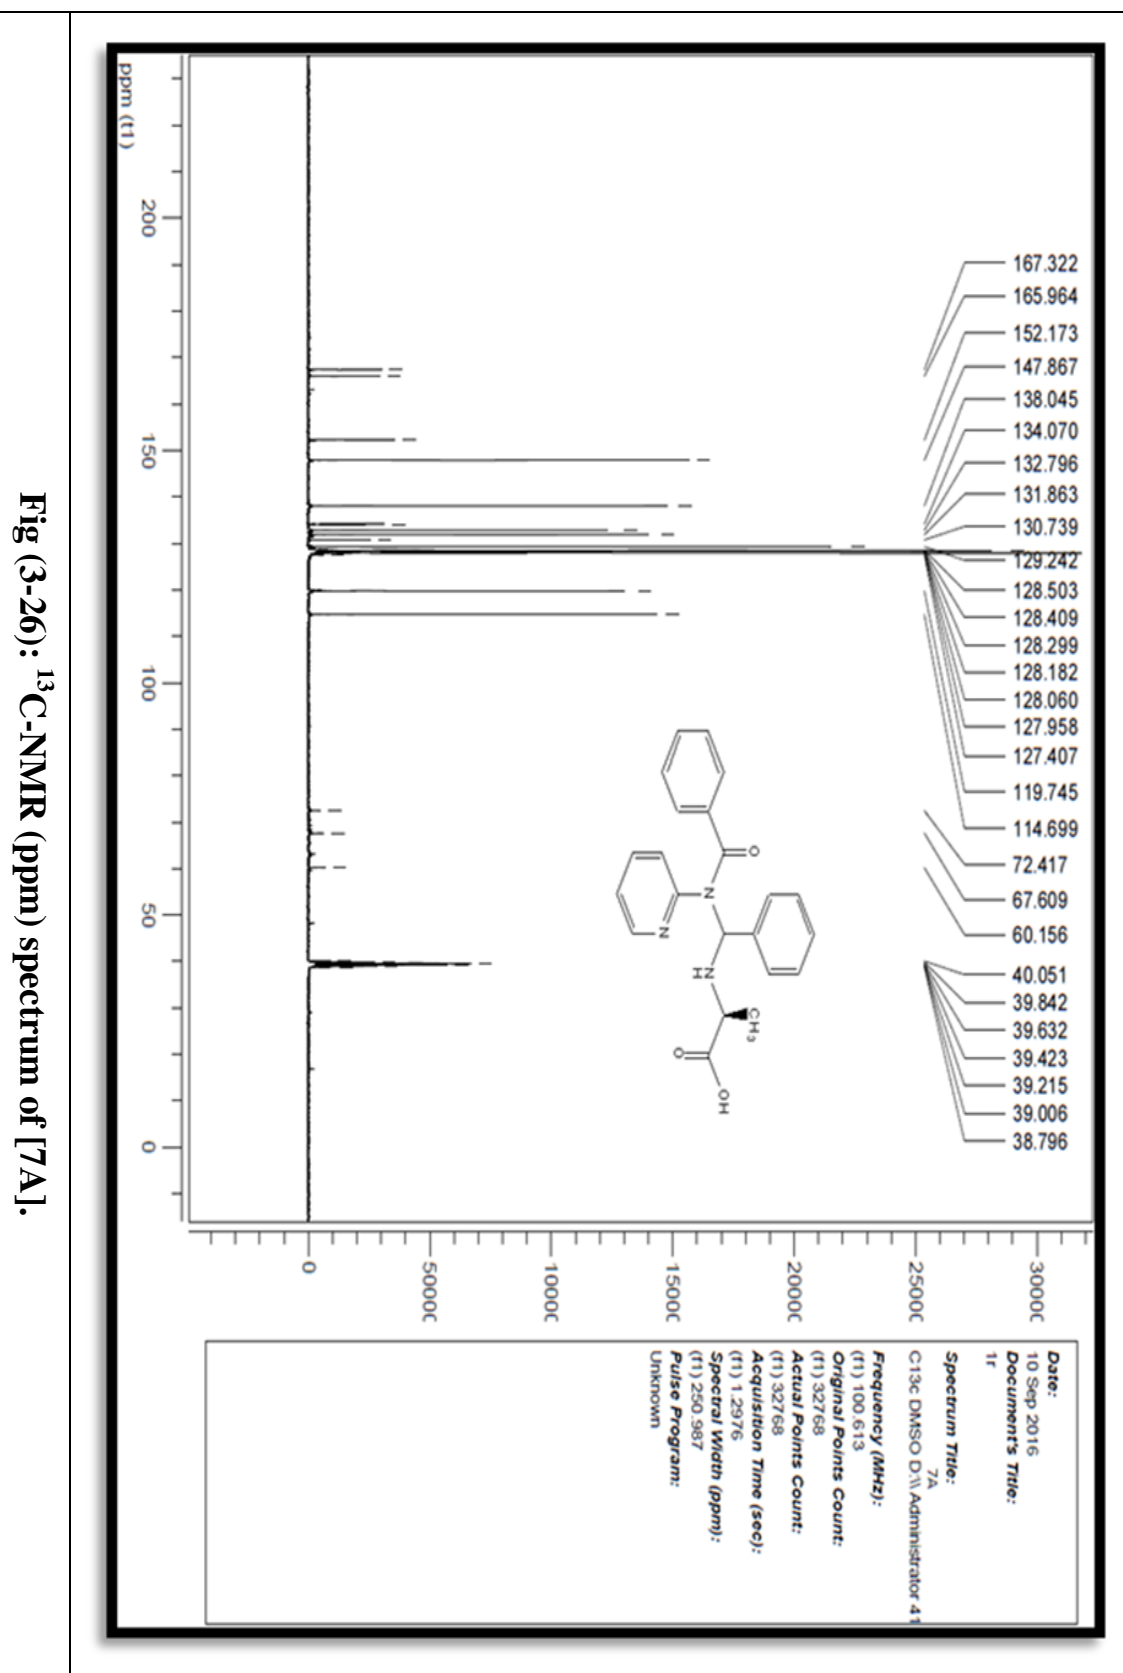 167.322
165.964
152.173
147.867
138.045
134.070
132.796
131.863
130.739
129.242
128.503
128.409
128.299
128.182
128.060
127.958
127.407
119.745
114.699
72.417
67.609
60.156
40.051
39.842
39.632
39.423
39.215
39.006
38.796
O
N
N
HN
CH3
O
OH
200
150
100
50
0
ppm (t1)
0
5000
10000
15000
20000
25000
30000
Date:
10 Sep 2016
Document's Title:
1r
Spectrum Title:
7A
C13c DMSO D:\\ Administrator 41
Frequency (MHz):
(f1) 100.613
Original Points Count:
(f1) 32768
Actual Points Count:
(f1) 32768
Acquisition Time (sec):
(f1) 1.2976
Spectral Width (ppm):
(f1) 250.987
Pulse Program:
Unknown
Fig (3-26): ¹³C-NMR (ppm) spectrum of [7A].